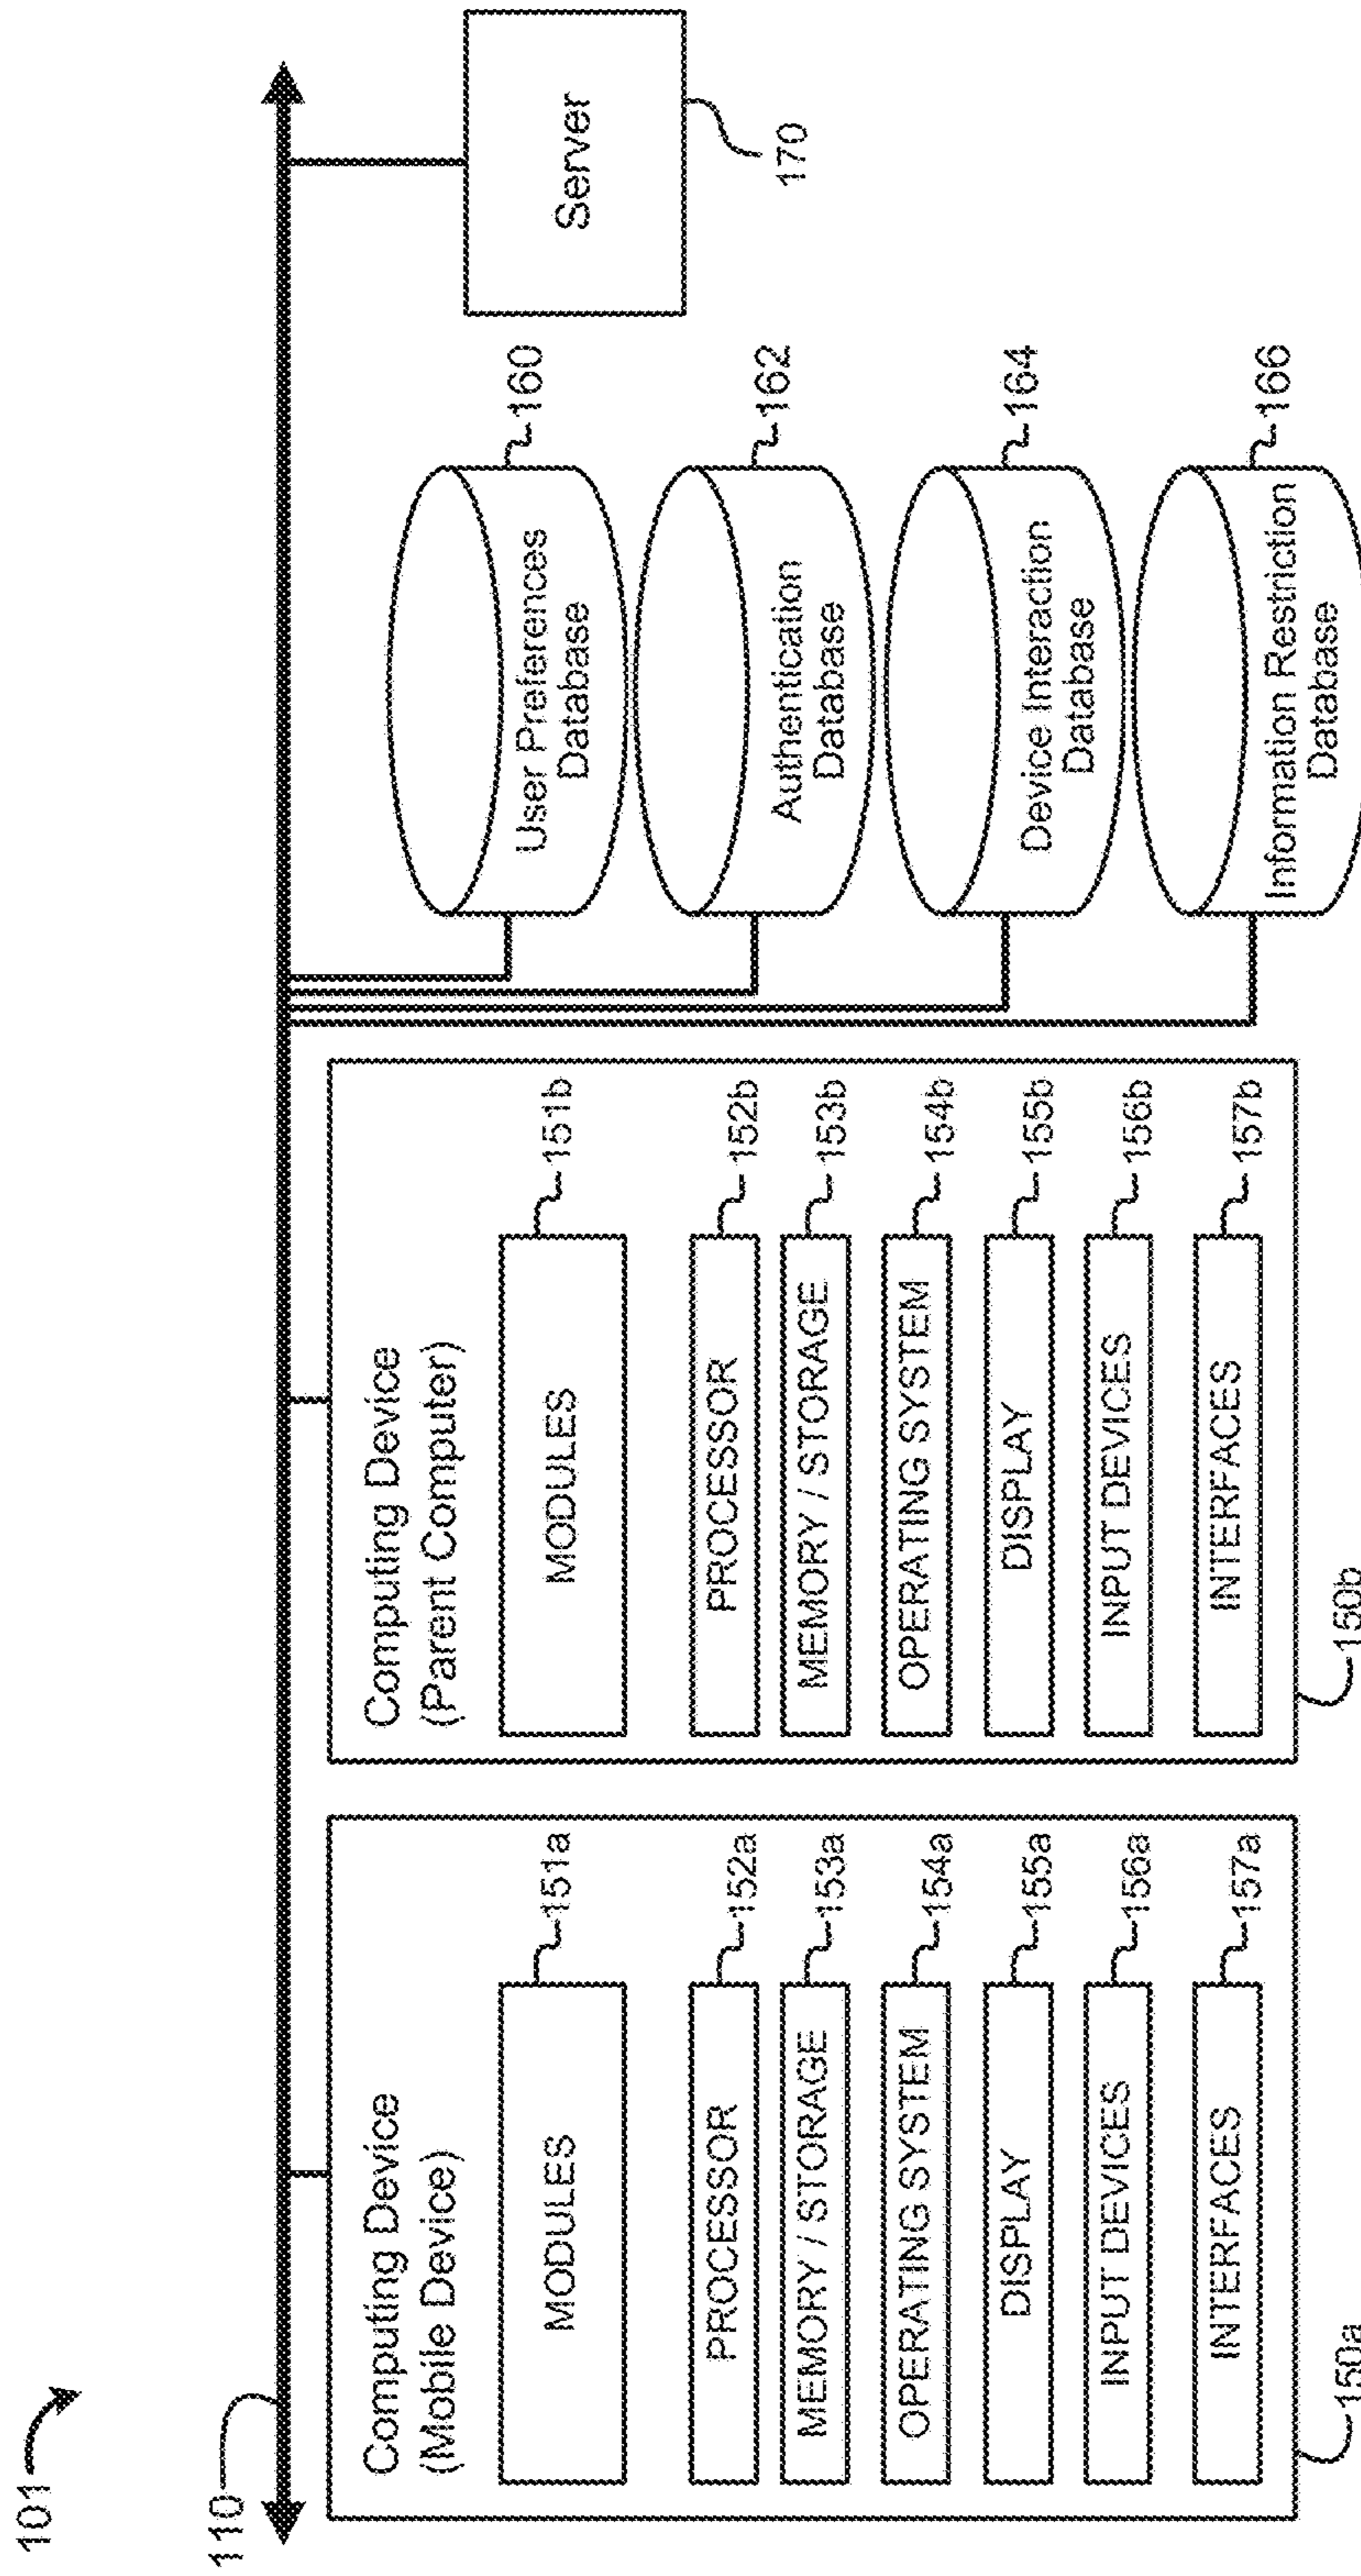 101
110
Computing Device
(Mobile Device)
MODULES
151a
PROCESSOR
152a
MEMORY / STORAGE
153a
OPERATING SYSTEM
154a
DISPLAY
155a
INPUT DEVICES
156a
INTERFACES
157a
150a
Computing Device
(Parent Computer)
MODULES
151b
PROCESSOR
152b
MEMORY / STORAGE
153b
OPERATING SYSTEM
154b
DISPLAY
155b
INPUT DEVICES
156b
INTERFACES
157b
150b
User Preferences
Database
160
Authentication
Database
162
Device Interaction
Database
164
Information Restriction
Database
166
Server
170